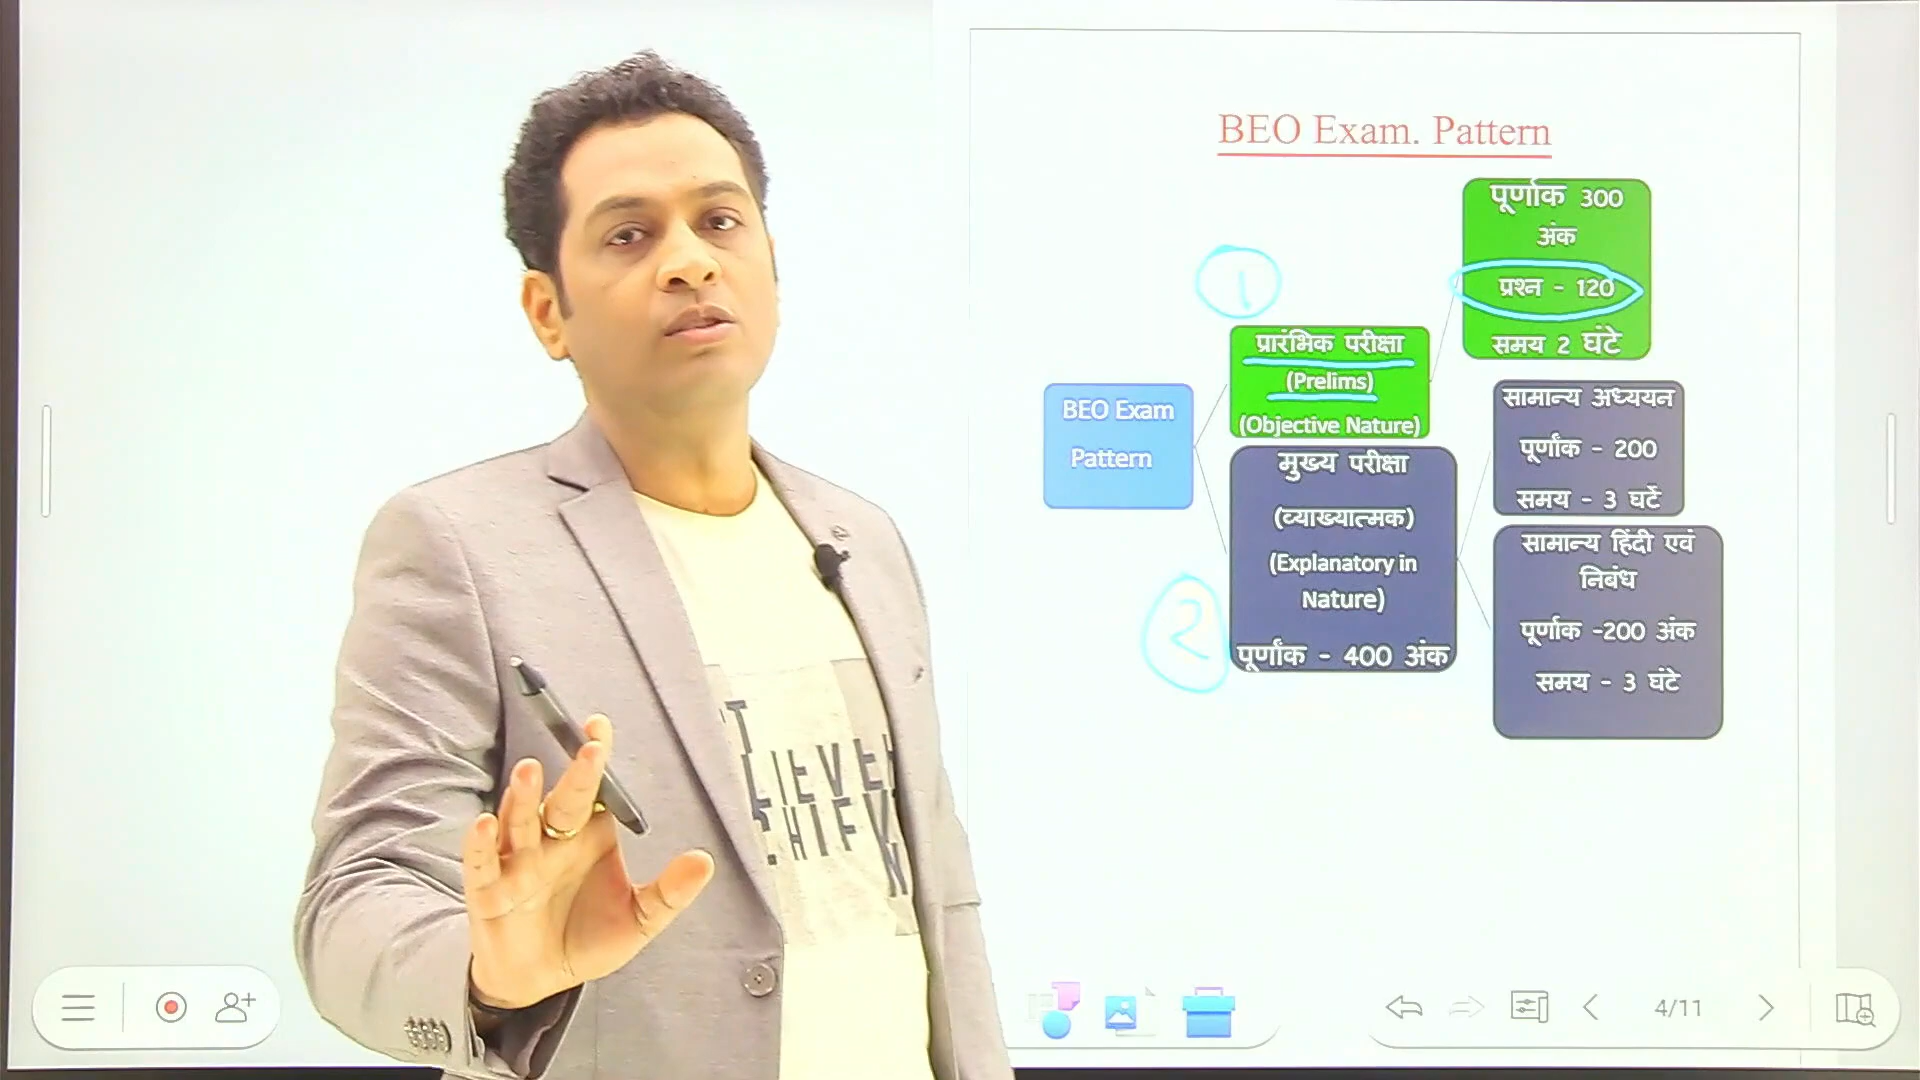 BEO Exam. Pattern
पूर्णांक 300
अंक
प्रश्न - 120
समय 2 घंटे
1
प्रारंभिक परीक्षा
(Prelims)
(Objective Nature)
BEO Exam
Pattern
सामान्य अध्ययन
पूर्णांक - 200
समय - 3 घटें
मुख्य परीक्षा
(व्याख्यात्मक)
(Explanatory in
Nature)
पूर्णांक - 400 अंक
2
सामान्य हिंदी एवं
निबंध
पूर्णांक -200 अंक
समय - 3 घंटे
4/11